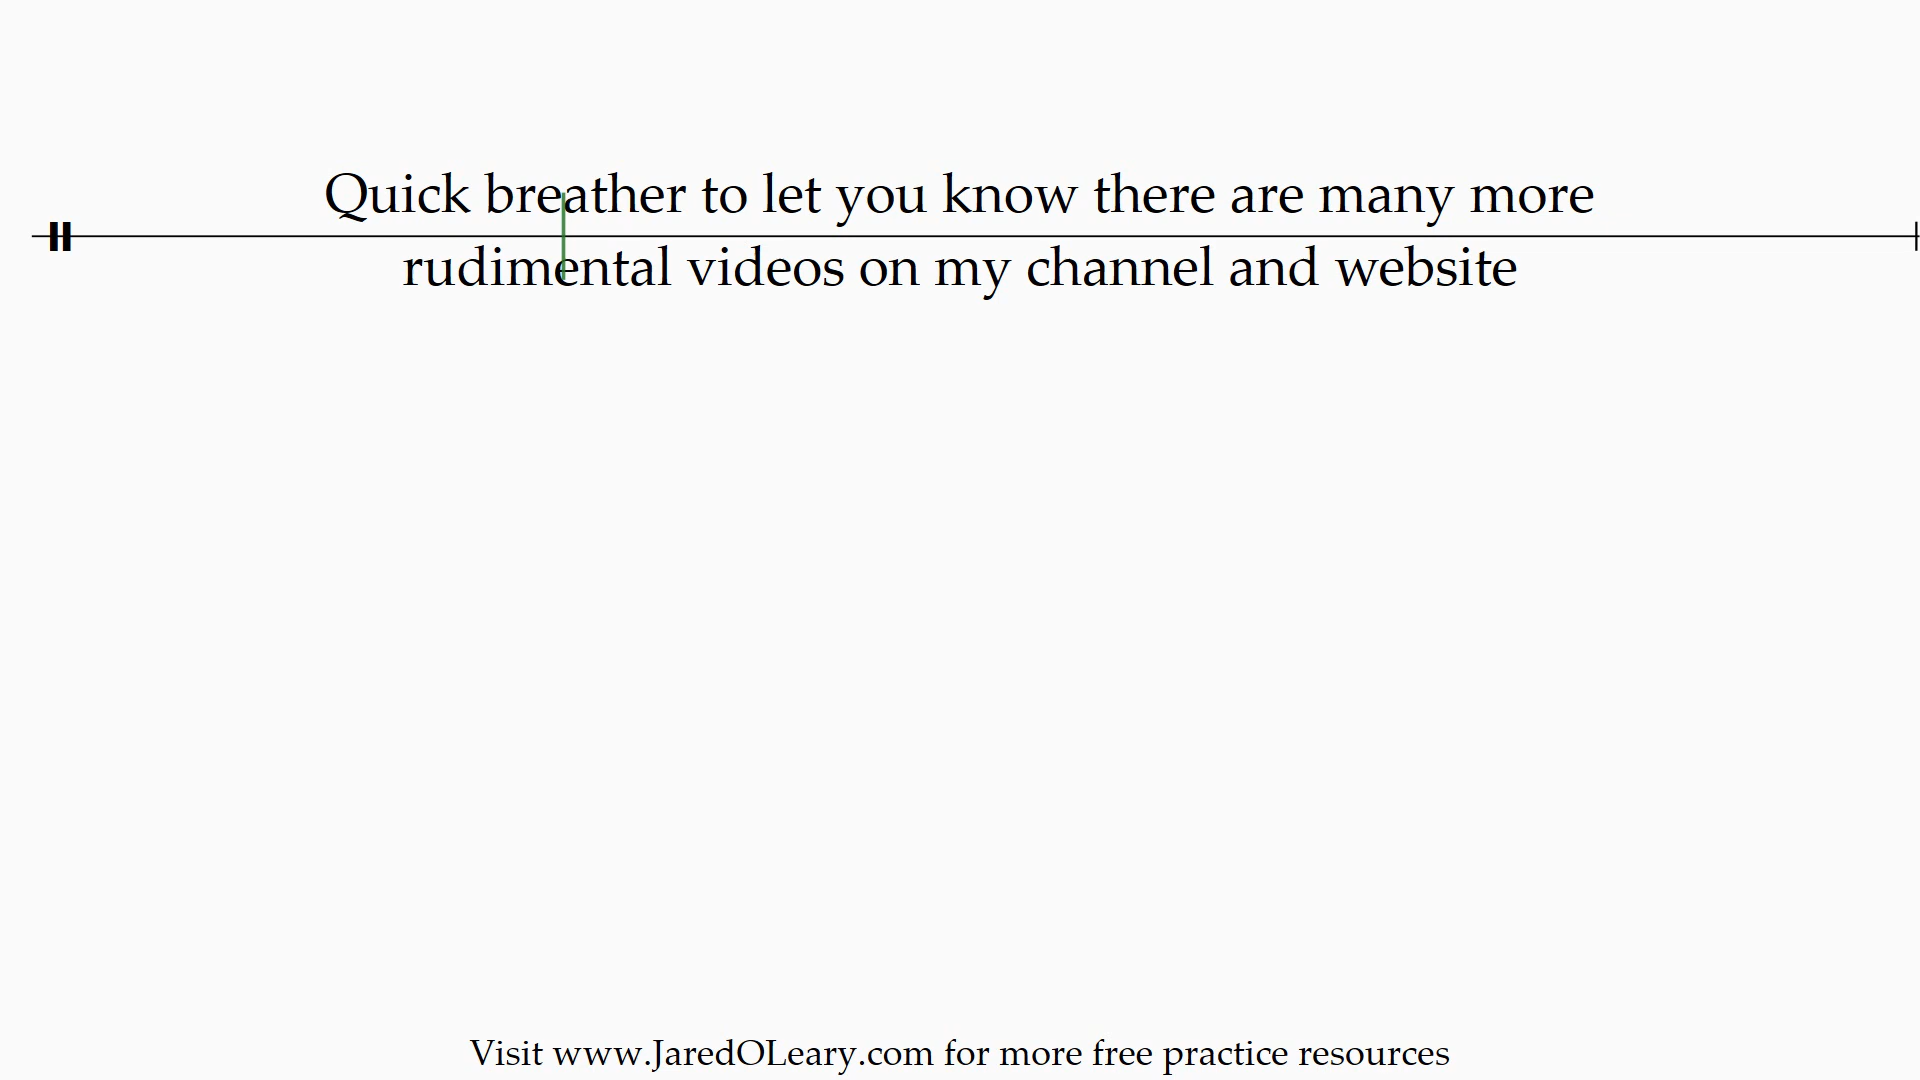 Quick breather to let you know there are many more
rudimental videos on my channel and website
Visit www.JaredOLeary.com for more free practice resources